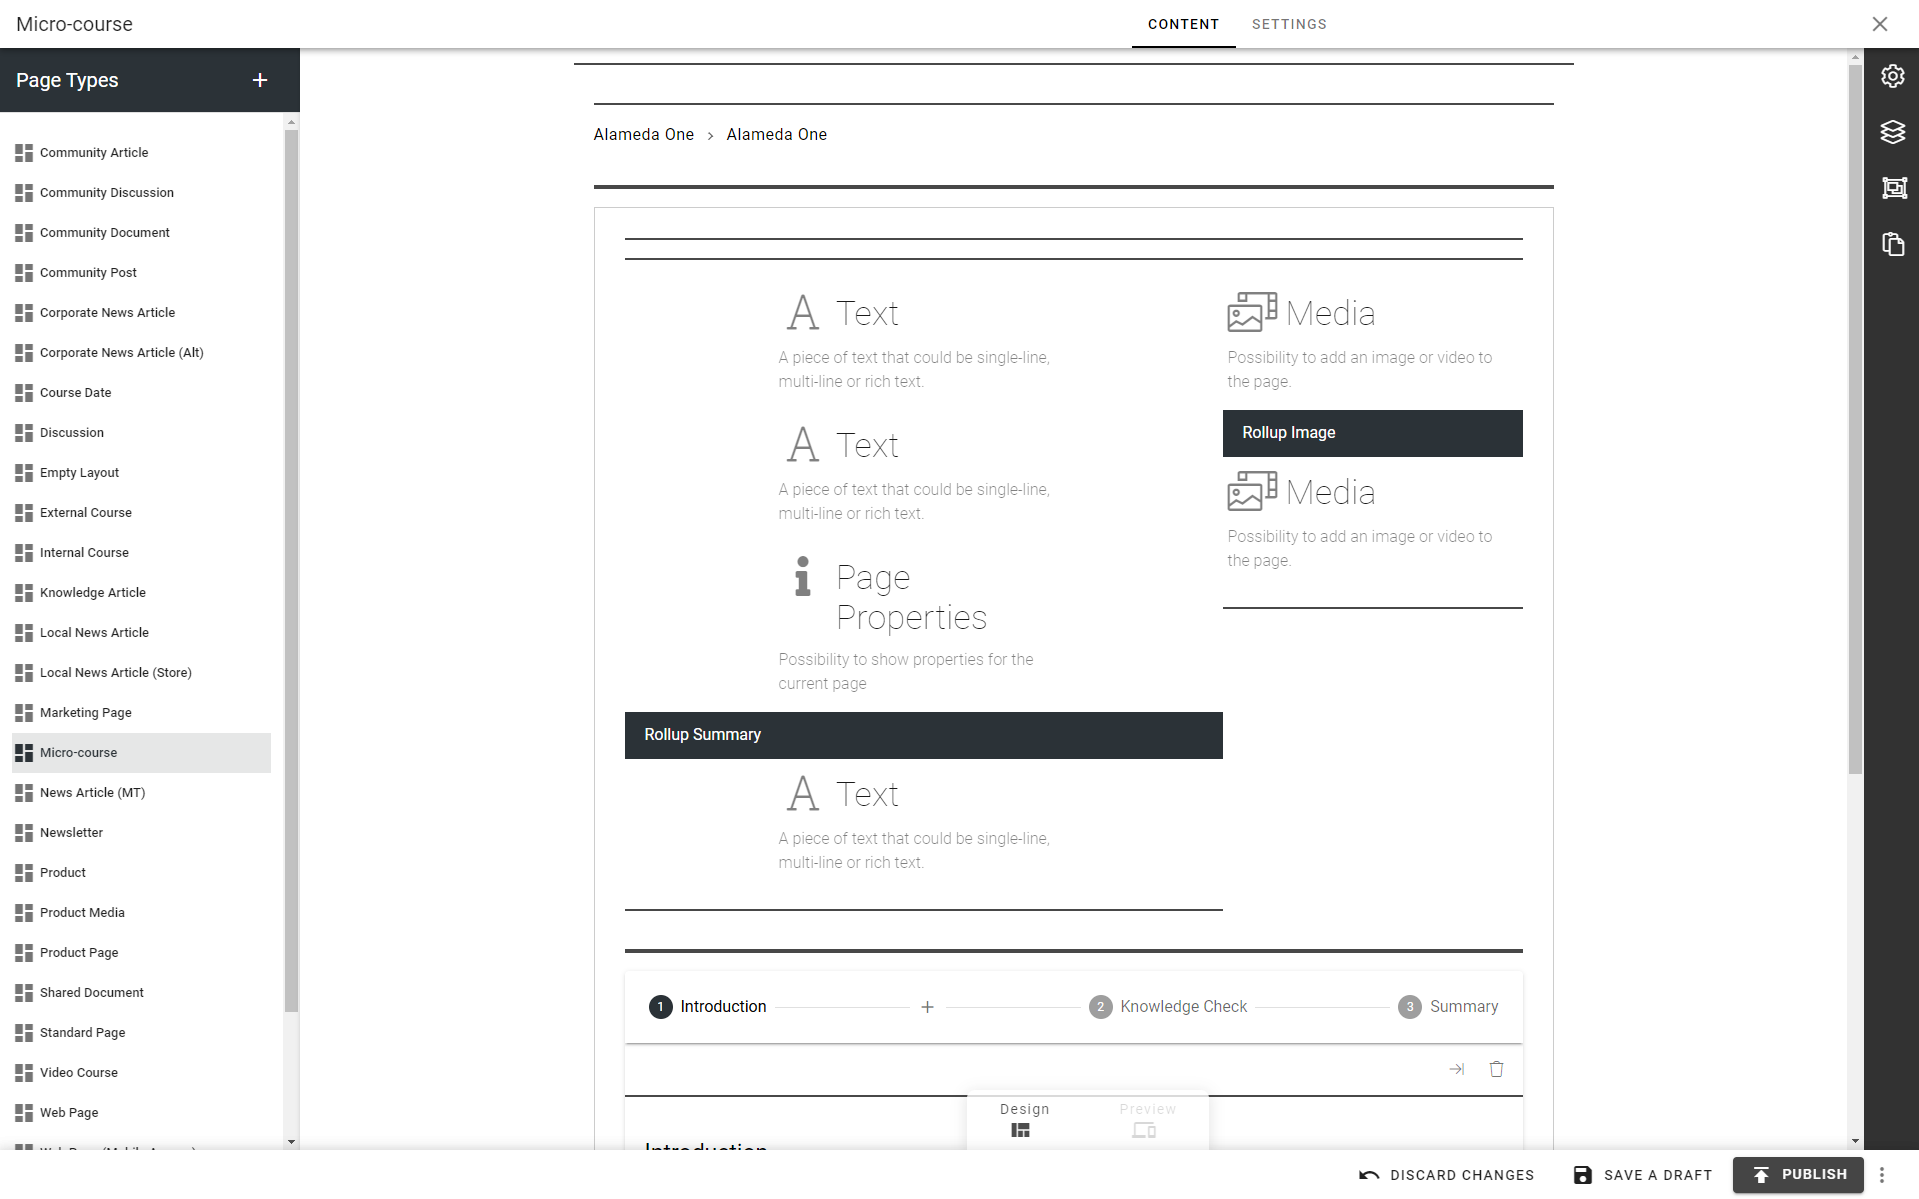 Micro-course
CONTENT
SETTINGS
Page Types
Community Article
Community Discussion
Community Document
Community Post
Corporate News Article
Corporate News Article (Alt)
Course Date
Discussion
Empty Layout
External Course
Internal Course
Knowledge Article
Local News Article
Local News Article (Store)
Marketing Page
Micro-course
News Article (MT)
Newsletter
Product
Product Media
Product Page
Shared Document
Standard Page
Video Course
Web Page
Alameda One > Alameda One
Text
A piece of text that could be single-line,
multi-line or rich text.
Text
A piece of text that could be single-line,
multi-line or rich text.
Page
Properties
Possibility to show properties for the
current page
Rollup Summary
Text
A piece of text that could be single-line,
multi-line or rich text.
Media
Possibility to add an image or video to
the page.
Rollup Image
Media
Possibility to add an image or video to
the page.
1 Introduction
2 Knowledge Check
3 Summary
Introduction
Design
Preview
DISCARD CHANGES
SAVE A DRAFT
PUBLISH